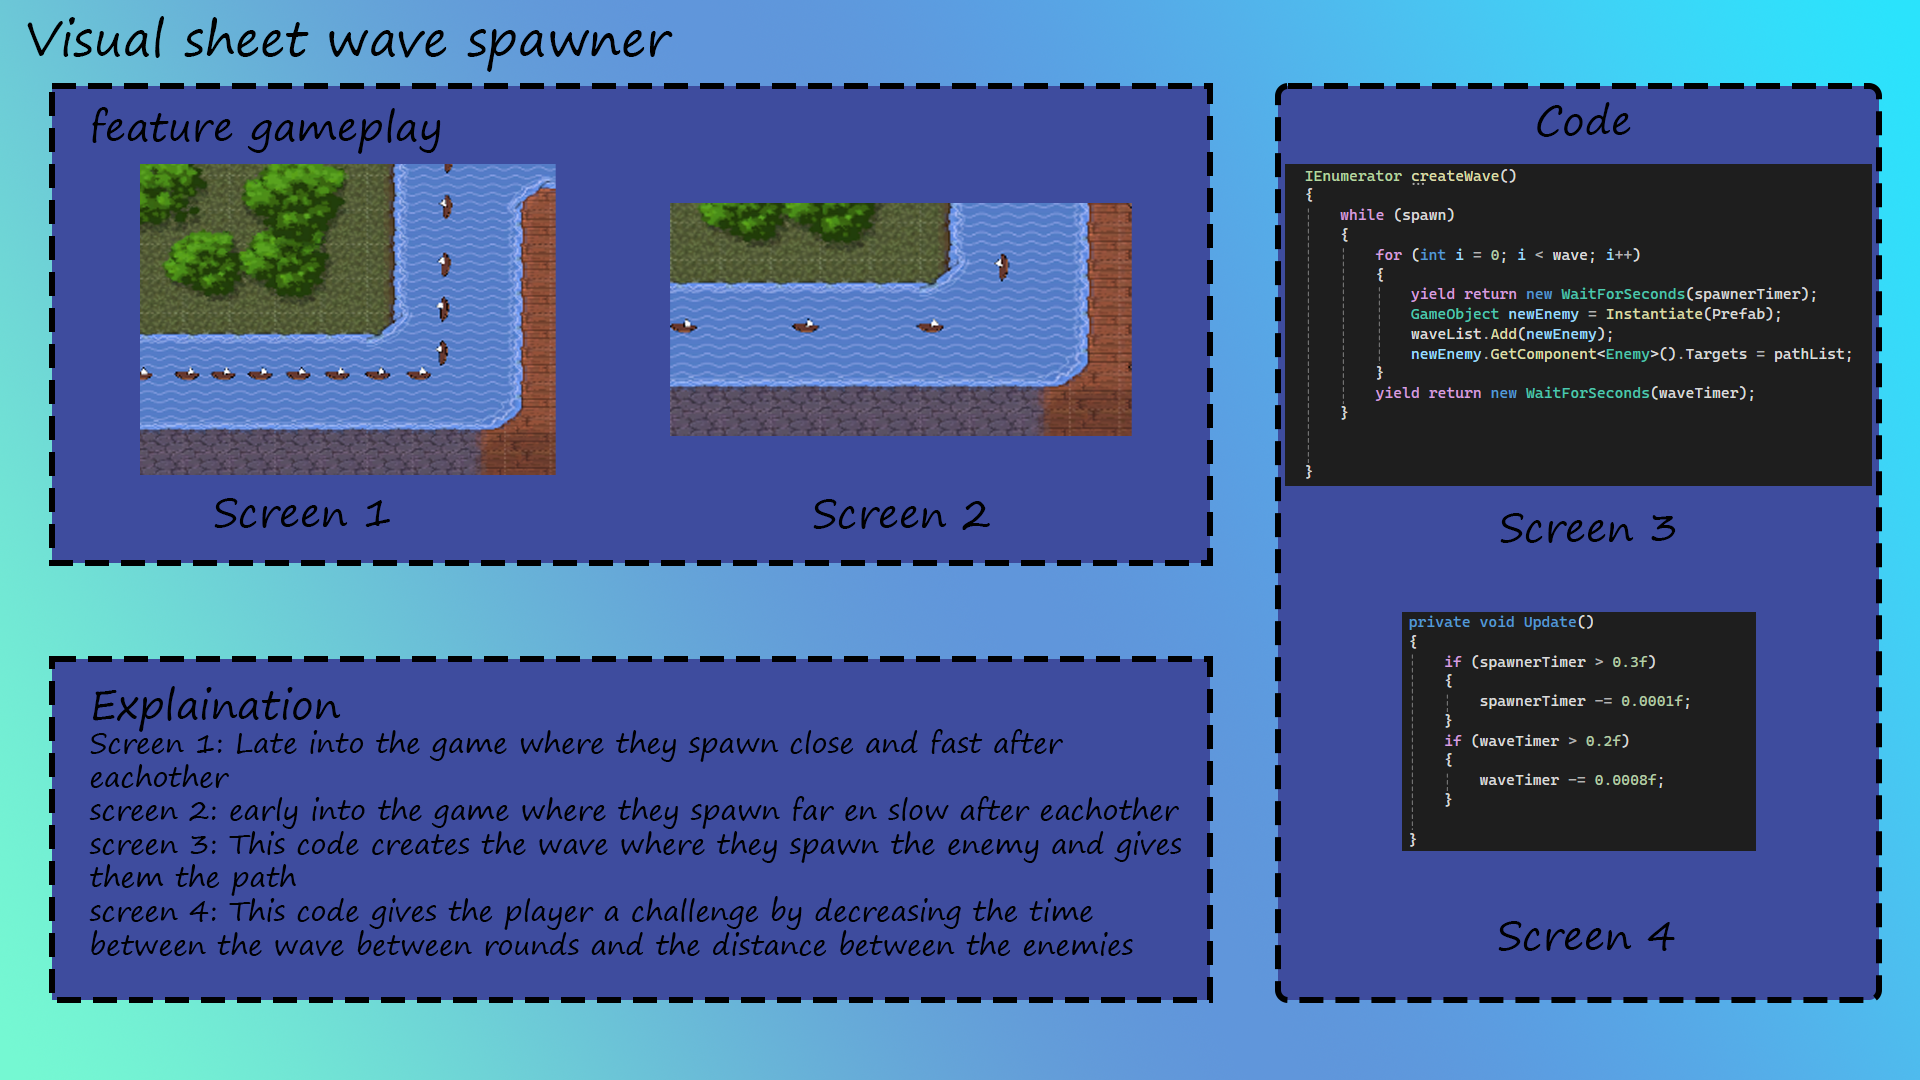 Visual sheet wave spawner
feature gameplay
Screen 1
Screen 2
Explaination
Screen 1: Late into the game where they spawn close and fast after
eachother
screen 2: early into the game where they spawn far en slow after eachother
screen 3: This code creates the wave where they spawn the enemy and gives
them the path
screen 4: This code gives the player a challenge by decreasing the time
between the wave between rounds and the distance between the enemies
Code
IEnumerator createWave()
{
while (spawn)
{
for (int i = 0; i < wave; i++)
{
yield return new WaitForSeconds(spawnerTimer);
GameObject newEnemy = Instantiate(Prefab);
waveList.Add(newEnemy);
newEnemy.GetComponent<Enemy>().Targets = pathList;
}
yield return new WaitForSeconds(waveTimer);
}
}
Screen 3
private void Update()
{
if (spawnerTimer > 0.3f)
{
spawnerTimer -= 0.0001f;
}
if (waveTimer > 0.2f)
{
waveTimer -= 0.0008f;
}
}
Screen 4